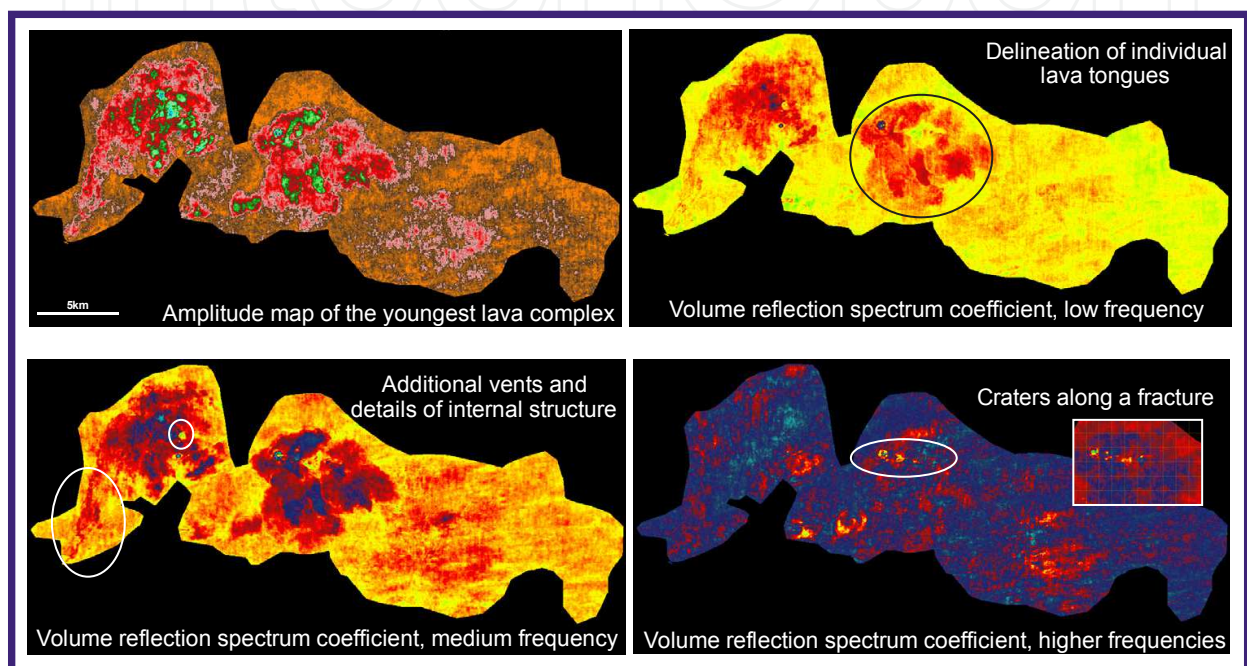 Delineation of individual
lava tongues
5km
Amplitude map of the youngest lava complex
Volume reflection spectrum coefficient, low frequency
Additional vents and
details of internal structure
Craters along a fracture
Volume reflection spectrum coefficient, medium frequency
Volume reflection spectrum coefficient, higher frequencies